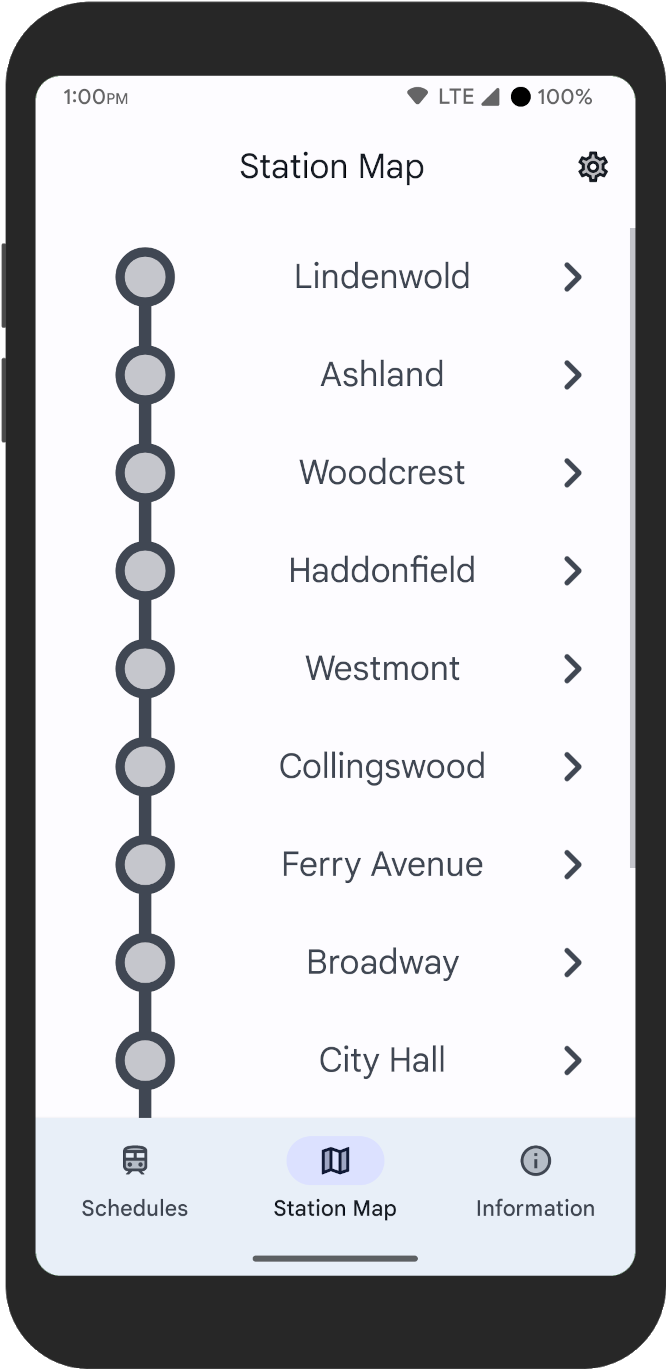 1:00PM LTE 100%
Station Map
Lindenwold
Ashland
Woodcrest
Haddonfield
Westmont
Collingswood
Ferry Avenue
Broadway
City Hall
Schedules Station Map Information